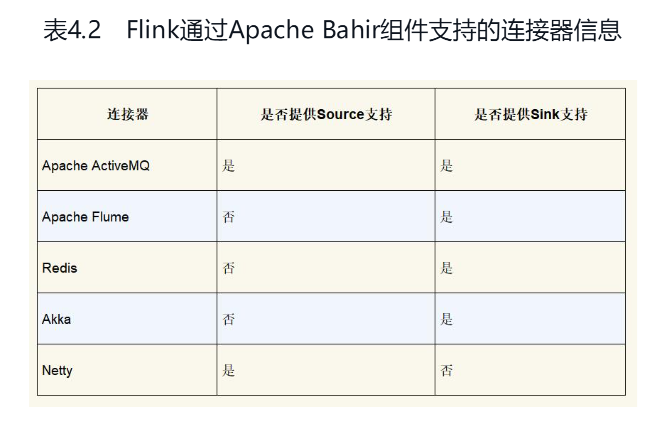 表4.2 Flink通过Apache Bahir组件支持的连接器信息
连接器 是否提供Source支持 是否提供Sink支持
Apache ActiveMQ 是 是
Apache Flume 否 是
Redis 否 是
Akka 否 是
Netty 是 否